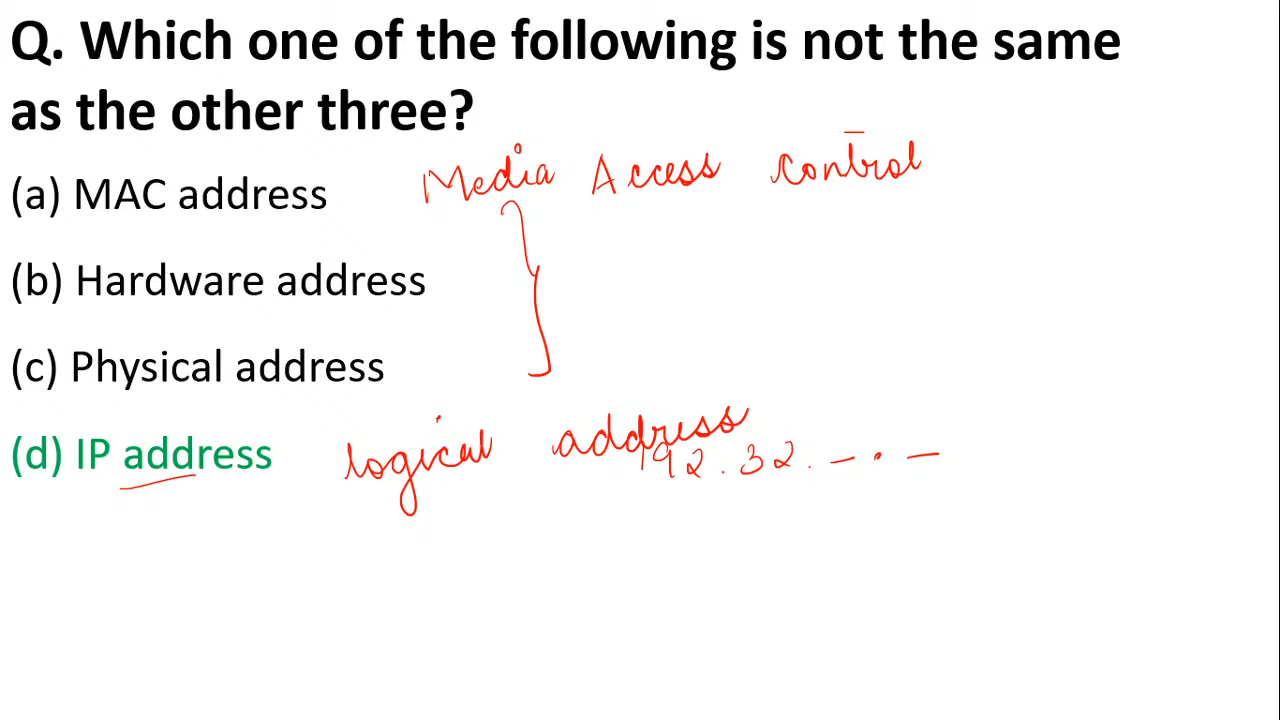 Q. Which one of the following is not the same
as the other three?
(a) MAC address Media Access Control
(b) Hardware address
(c) Physical address
(d) IP address logical address
192.32. – . –